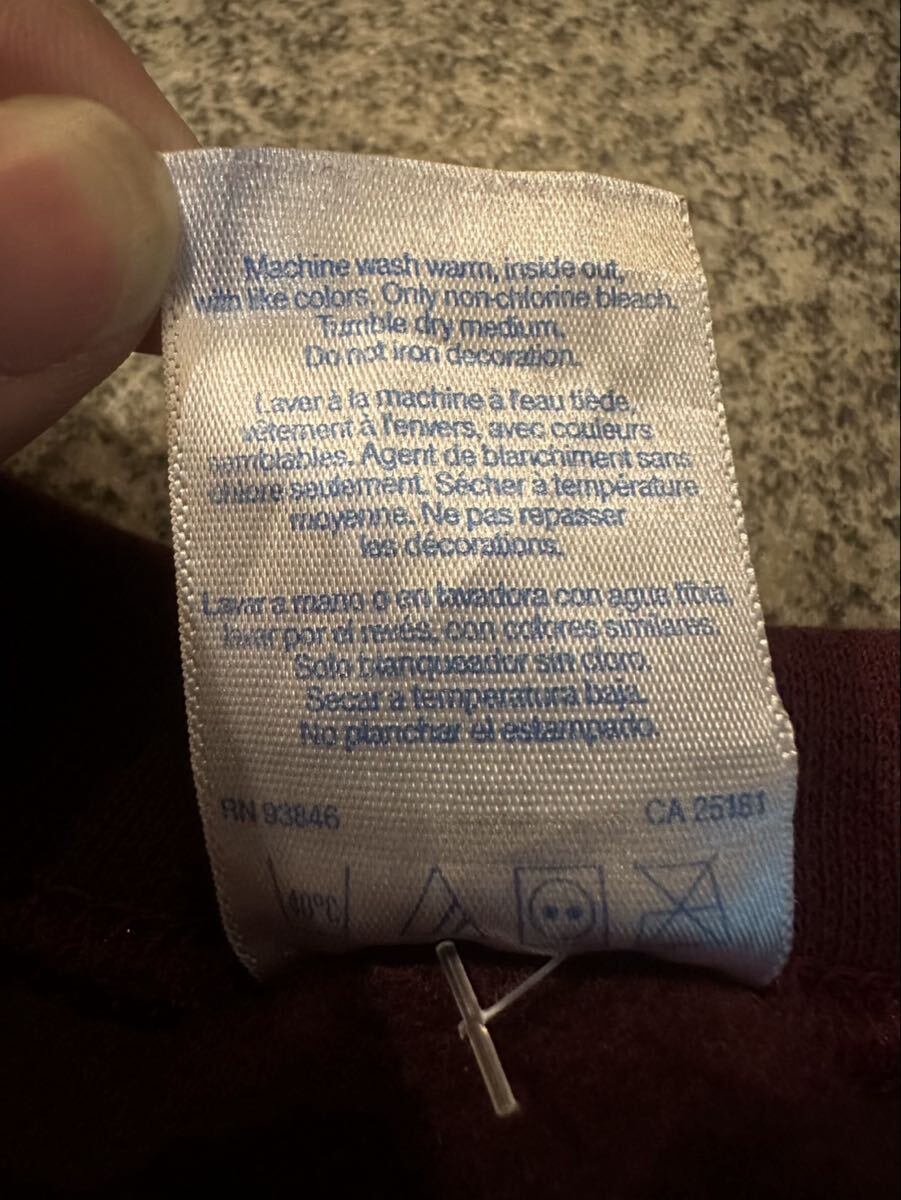 Machine wash warm, inside out,
with like colors. Only non-chlorine bleach.
Tumble dry medium.
Do not iron decoration.
Laver à la machine à l'eau tiède,
vêtement à l'envers, avec couleurs
semblables. Agent de blanchiment sans
chlore seulement. Sécher à température
moyenne. Ne pas repasser
les décorations.
Lavar a mano o en lavadora con agua tibia,
lavar por el revés, con colores similares.
Solo blanqueador sin cloro.
Secar a temperatura baja.
No planchar el estampado.
RN 93846 CA 25181
40°C